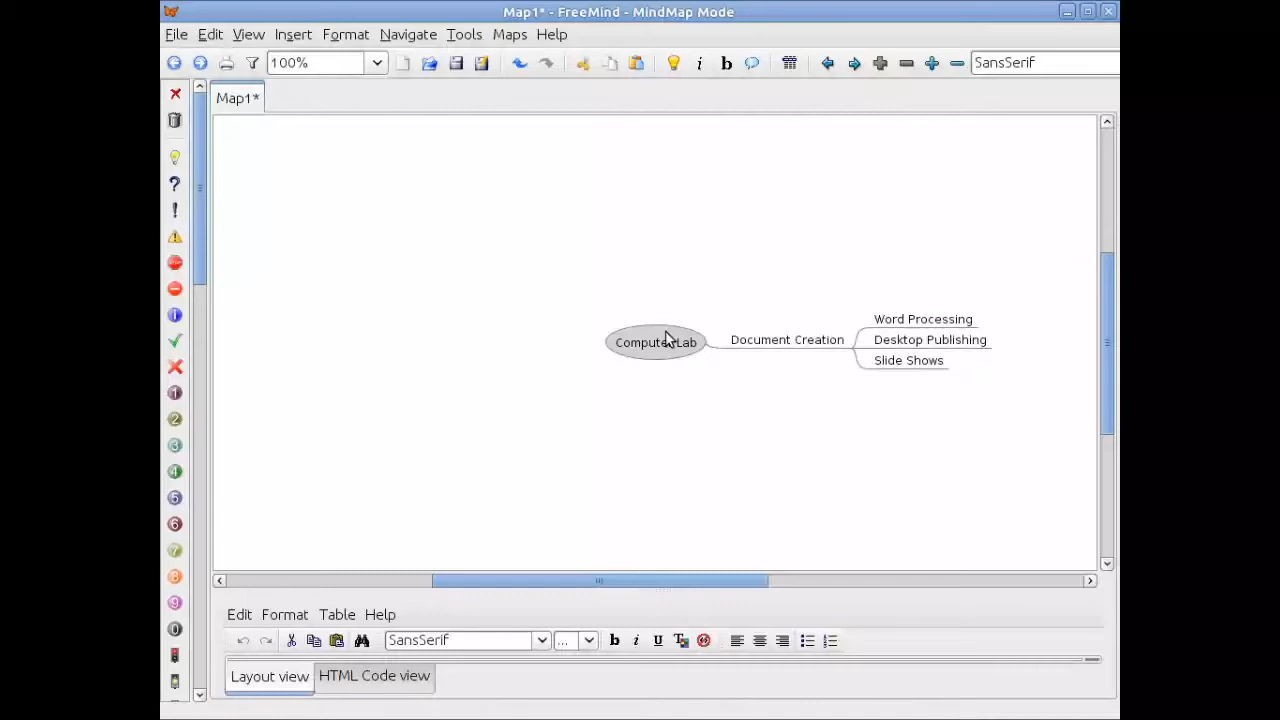 Map1* - FreeMind - MindMap Mode
File Edit View Insert Format Navigate Tools Maps Help
100% i b SansSerif
Map1*
Word Processing
Computer Lab Document Creation Desktop Publishing
Slide Shows
Edit Format Table Help
SansSerif ... b i U
Layout view HTML Code view